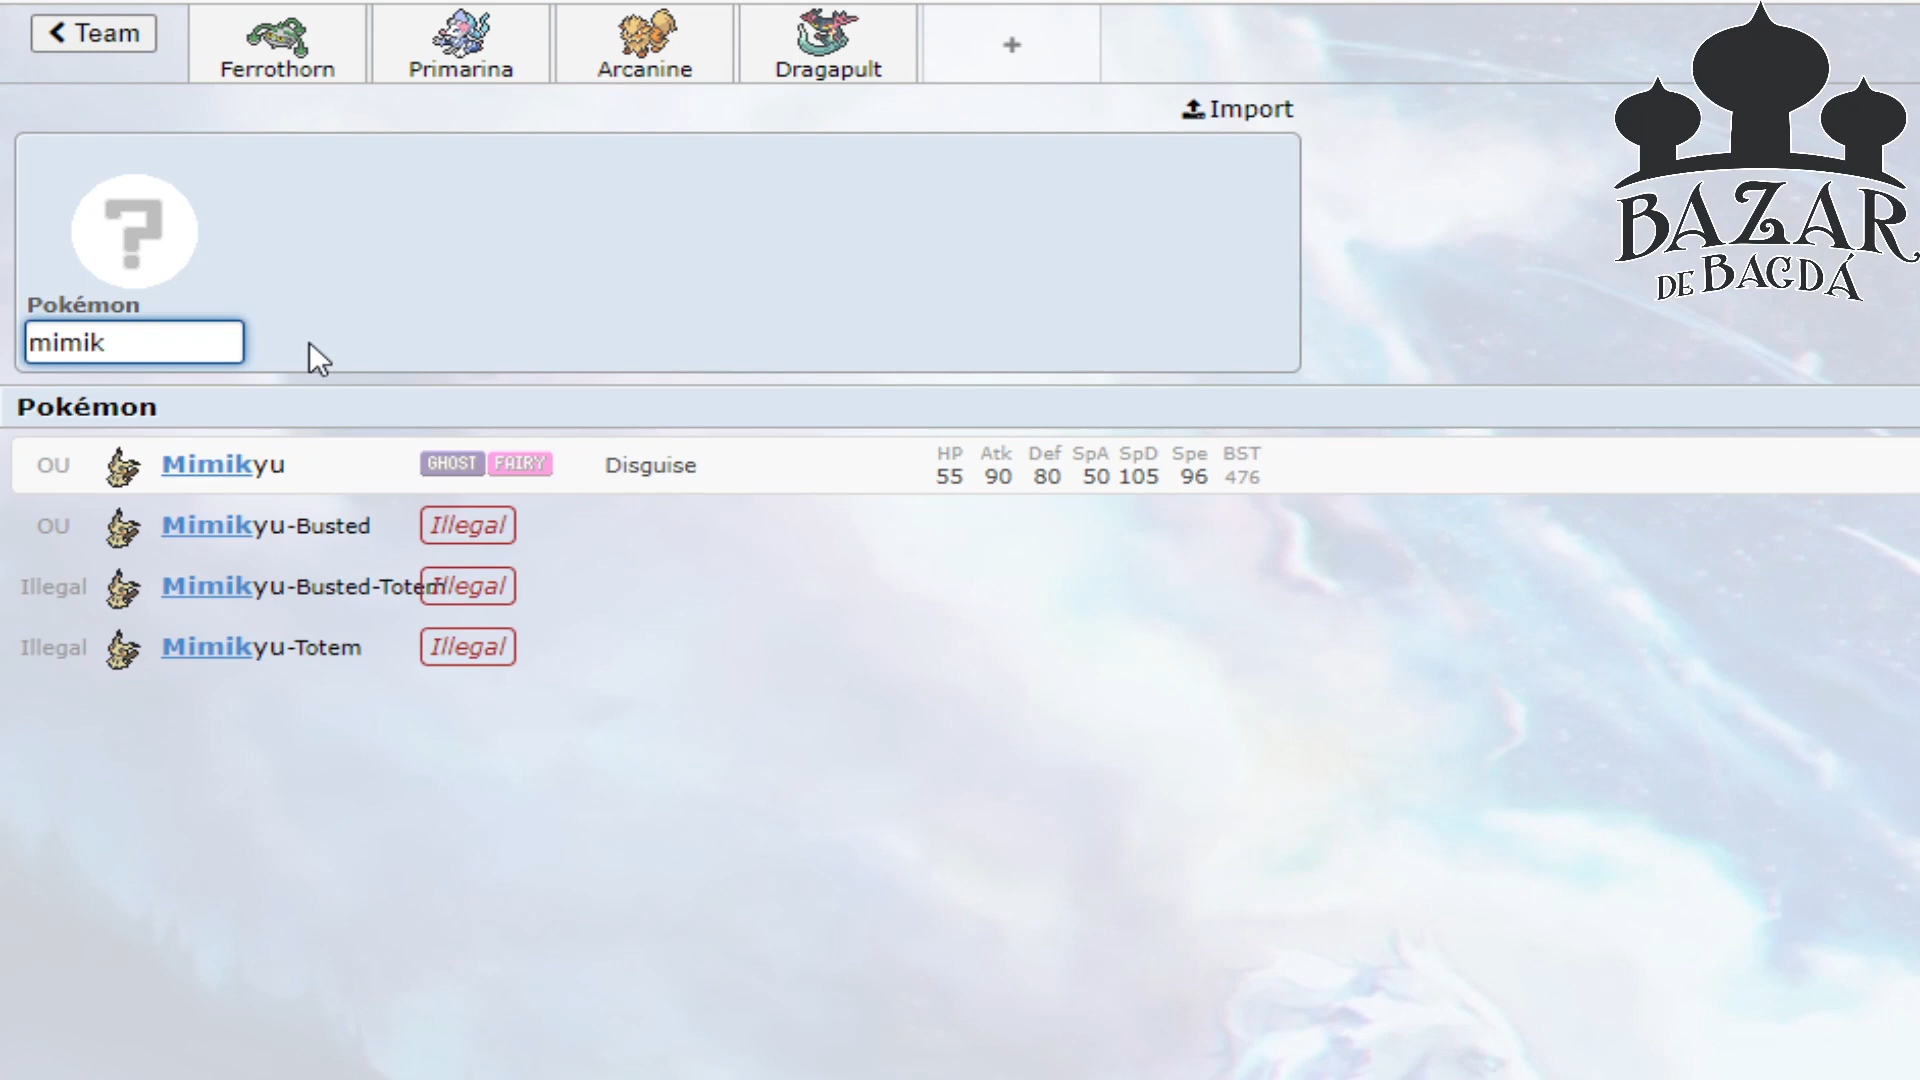 Team
Ferrothorn
Primarina
Arcanine
Dragapult
+
Import
BAZAR
DE BAGDÁ
?
Pokémon
mimik
Pokémon
OU Mimikyu GHOST FAIRY Disguise HP 55 Atk 90 Def 80 SpA 50 SpD 105 Spe 96 BST 476
OU Mimikyu-Busted Illegal
Illegal Mimikyu-Busted-Totem Illegal
Illegal Mimikyu-Totem Illegal